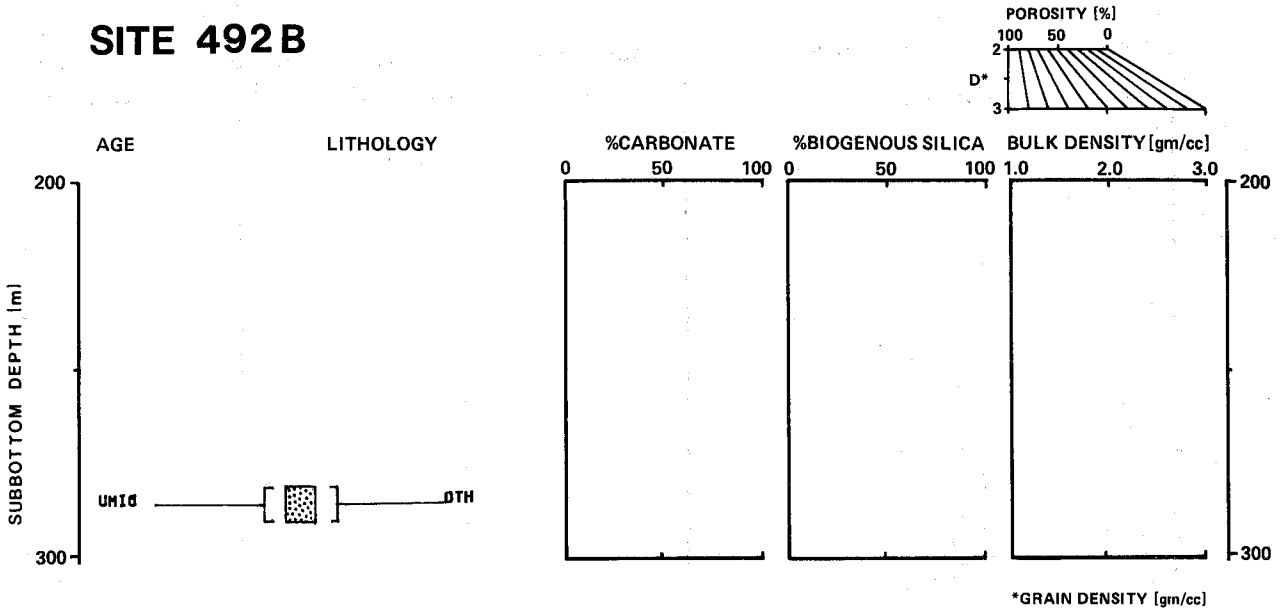 SITE 492B
POROSITY [%]
100 50 0
2
D*
3
AGE
LITHOLOGY
%CARBONATE
%BIOGENOUS SILICA
BULK DENSITY [gm/cc]
0 50 100
0 50 100
1.0 2.0 3.0
200
200
SUBBOTTOM DEPTH [m]
300
300
*GRAIN DENSITY [gm/cc]